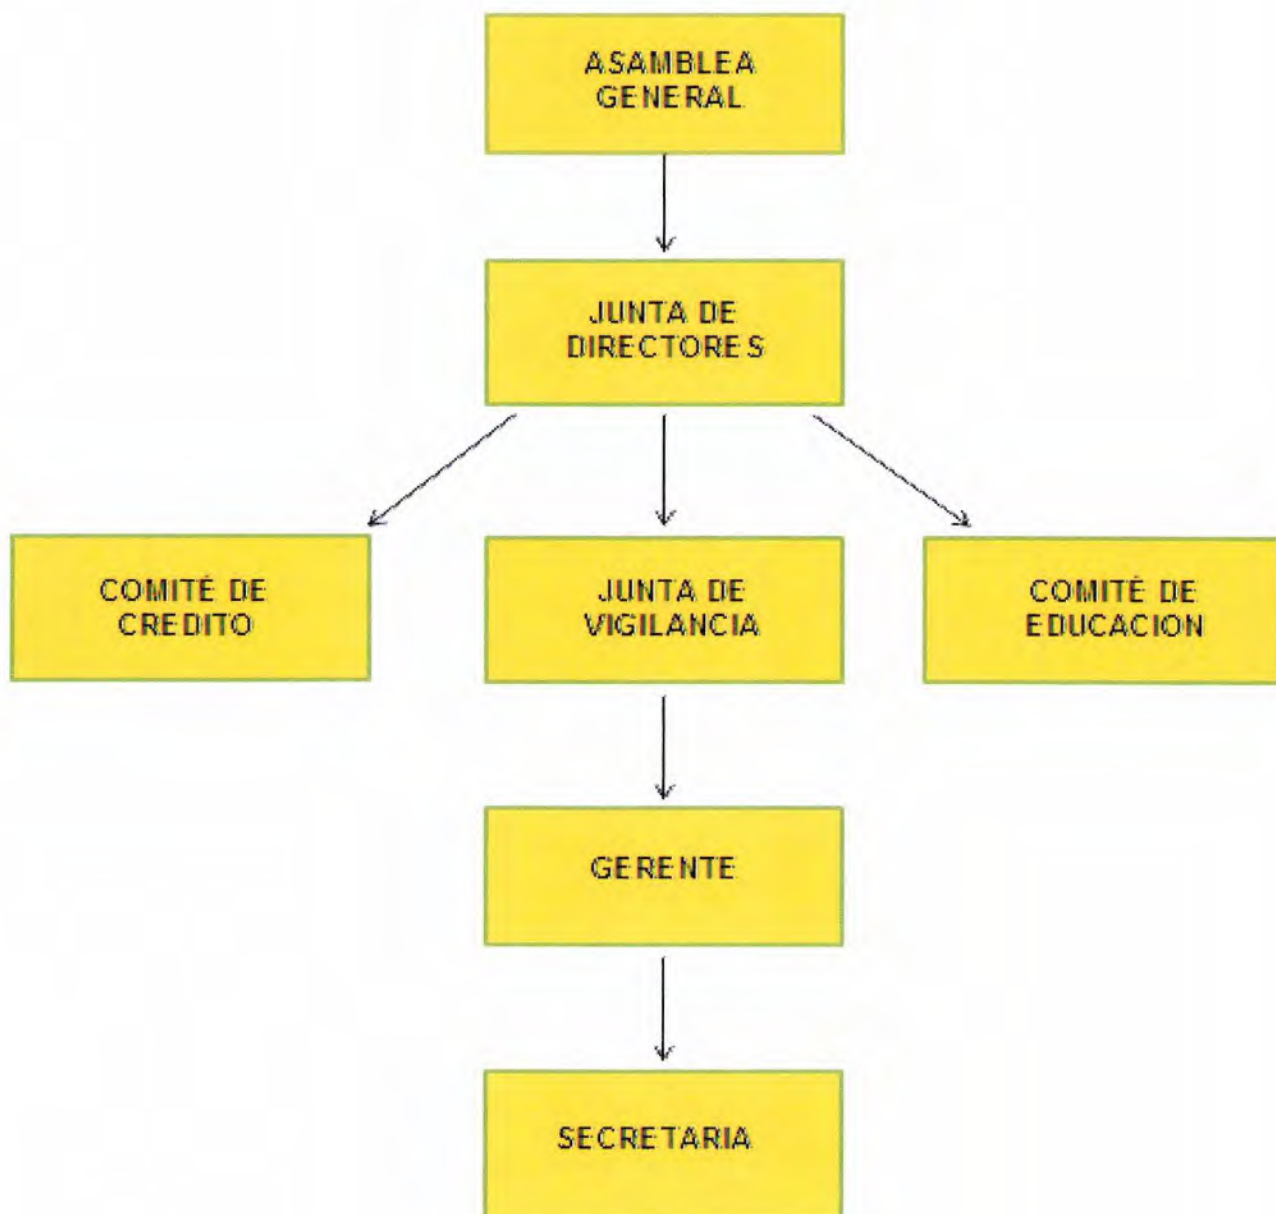 ASAMBLEA
GENERAL
JUNTA DE
DIRECTORES
COMITÉ DE
CREDITO
JUNTA DE
VIGILANCIA
COMITÉ DE
EDUCACION
GERENTE
SECRETARIA